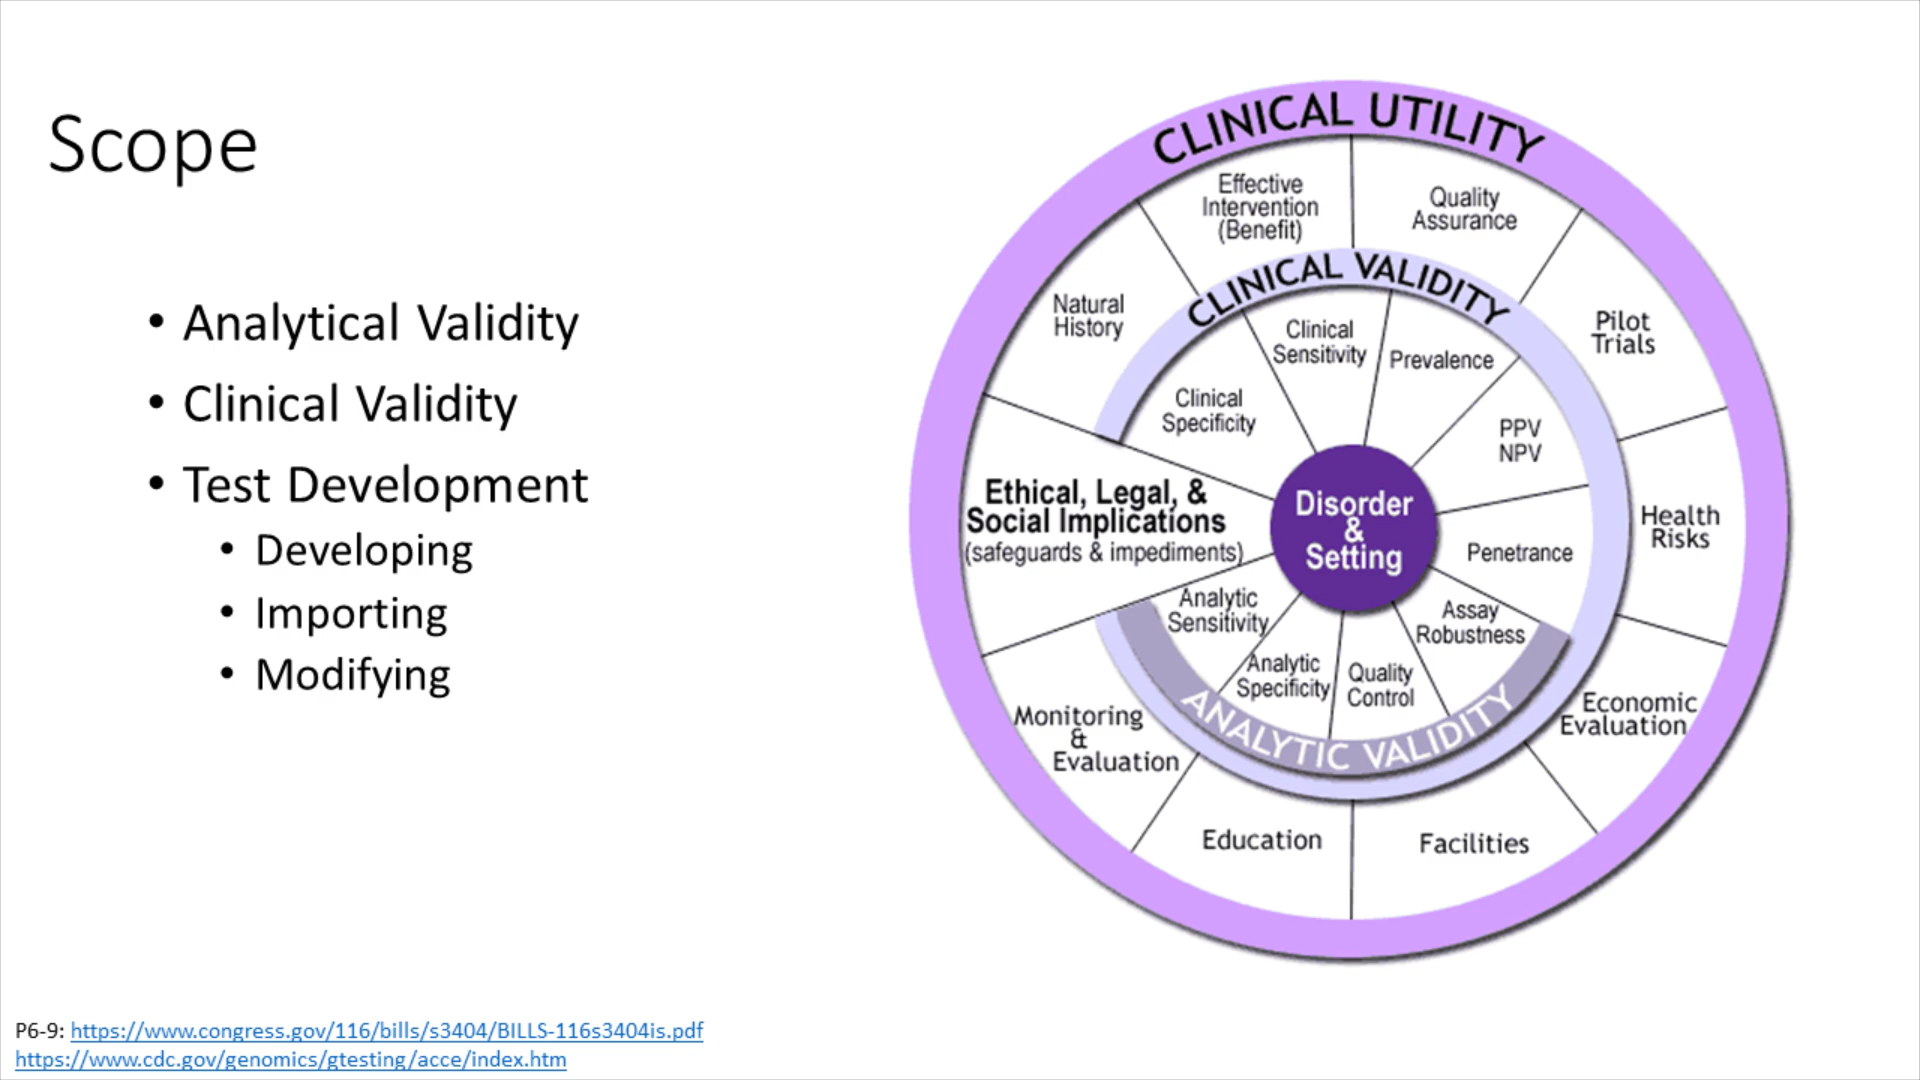 Scope
• Analytical Validity
• Clinical Validity
• Test Development
• Developing
• Importing
• Modifying
P6-9: https://www.congress.gov/116/bills/s3404/BILLS-116s3404is.pdf
https://www.cdc.gov/genomics/gtesting/acce/index.htm
CLINICAL UTILITY
Effective
Intervention
(Benefit)
Quality
Assurance
Natural
History
Pilot
Trials
Health
Risks
Economic
Evaluation
Facilities
Education
Monitoring
&
Evaluation
Ethical, Legal, &
Social Implications
(safeguards & impediments)
CLINICAL VALIDITY
Clinical
Specificity
Clinical
Sensitivity
Prevalence
PPV
NPV
Penetrance
Disorder
&
Setting
Assay
Robustness
Quality
Control
Analytic
Specificity
Analytic
Sensitivity
ANALYTIC VALIDITY